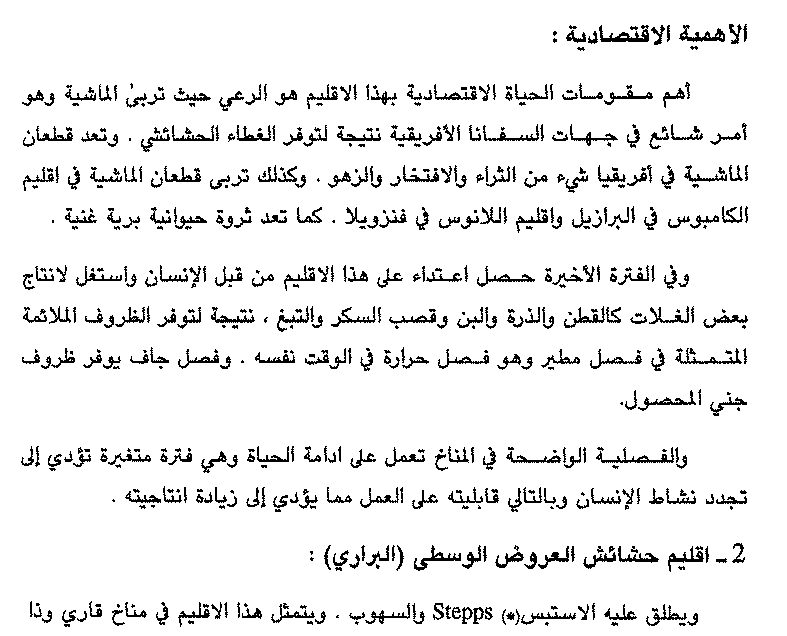 الأهمية الاقتصادية :
أهم مقومات الحياة الاقتصادية بهذا الاقليم هو الرعي حيث تربىٰ الماشية وهو
أمر شائع في جهات السفانا الأفريقية نتيجة لتوفر الغطاء الحشائشي . وتعد قطعان
الماشية في أفريقيا شيء من الثراء والافتخار والزهو . وكذلك تربى قطعان الماشية في اقليم
الكامبوس في البرازيل واقليم اللانوس في فنزويلا . كما تعد ثروة حيوانية برية غنية .
وفي الفترة الأخيرة حصل اعتداء على هذا الاقليم من قبل الإنسان واستغل لانتاج
بعض الغلات كالقطن والذرة والبن وقصب السكر والتبغ ، نتيجة لتوفر الظروف الملائمة
المتمثلة في فصل مطير وهو فصل حرارة في الوقت نفسه . وفصل جاف يوفر ظروف
جني المحصول.
والفصلية الواضحة في المناخ تعمل على ادامة الحياة وهي فترة متغيرة تؤدي إلى
تجدد نشاط الإنسان وبالتالي قابليته على العمل مما يؤدي إلى زيادة انتاجيته .
2 ـ اقليم حشائش العروض الوسطى (البراري) :
ويطلق عليه الاستبس(*) Stepps والسهوب . ويتمثل هذا الاقليم في مناخ قاري وذا